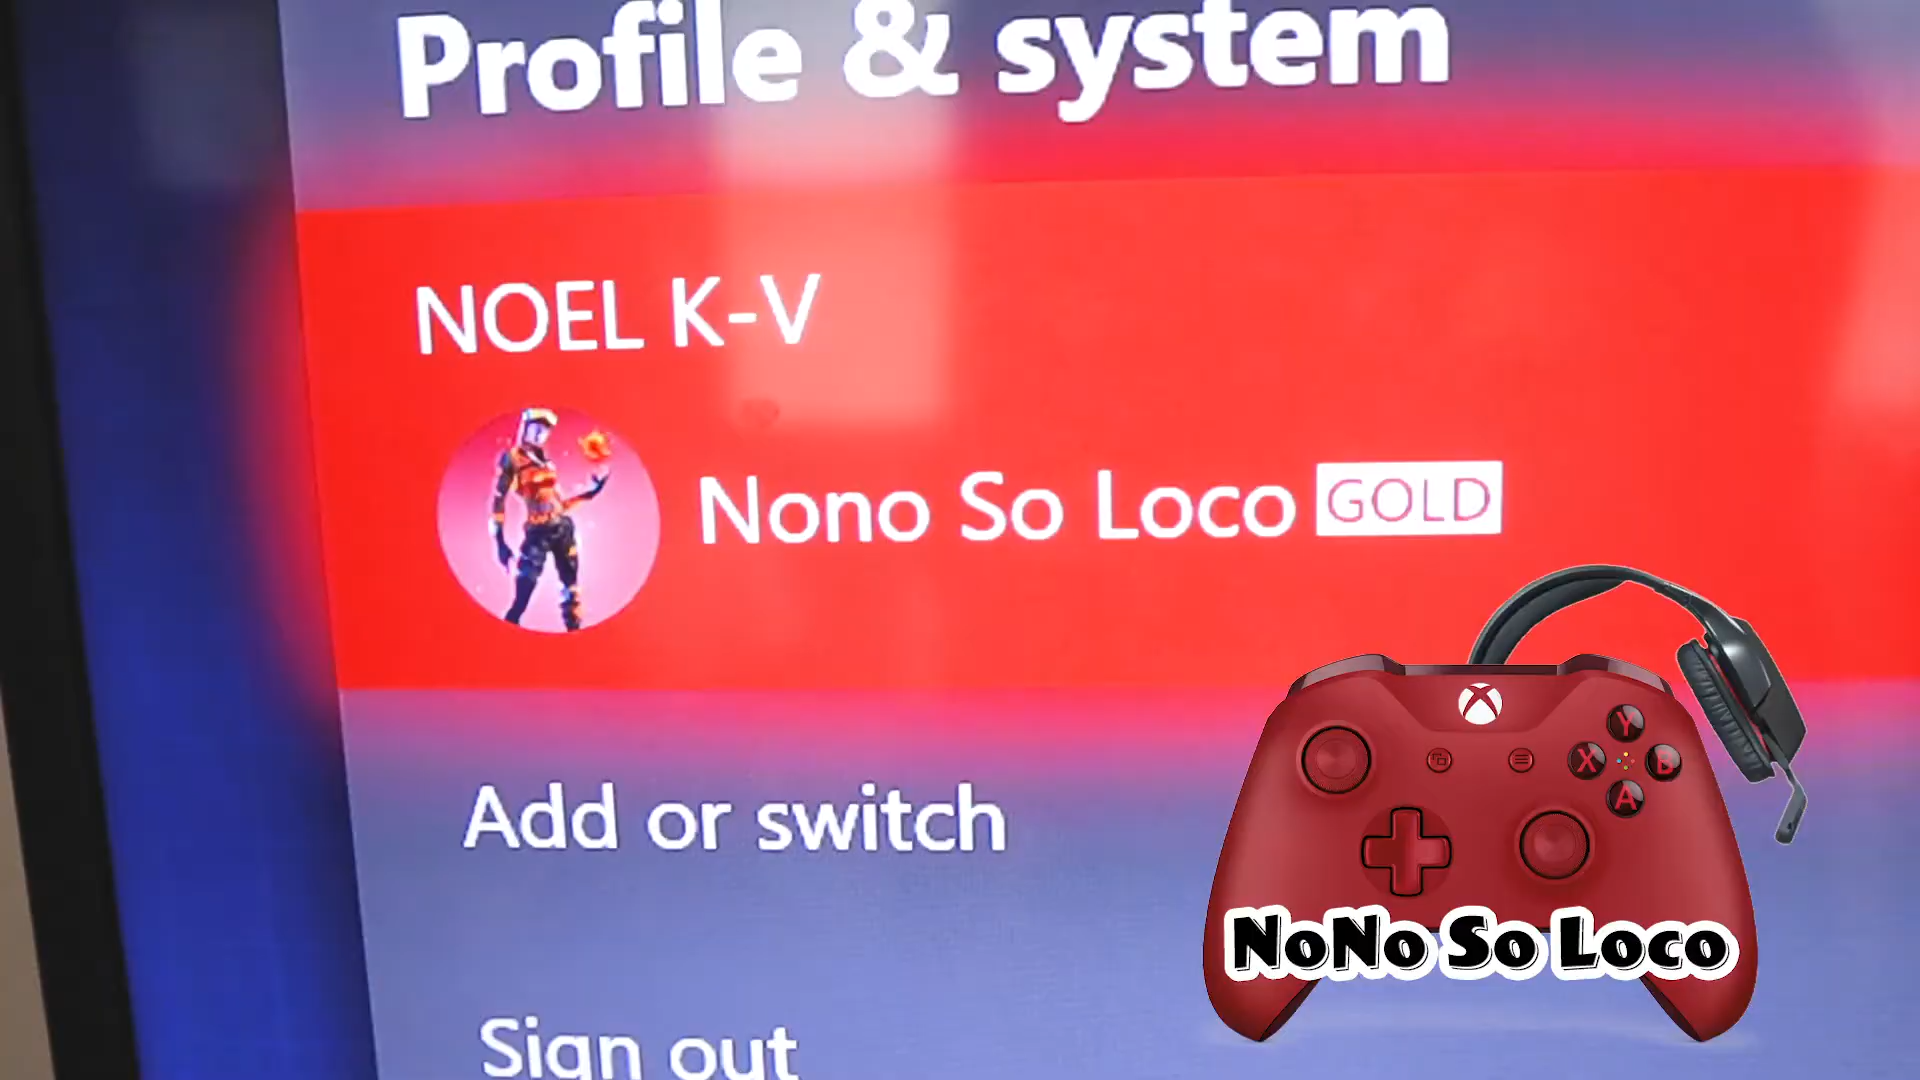 Profile & system
NOEL K-V
Nono So Loco GOLD
Add or switch
Sign out
Y
X B
A
NoNo So Loco